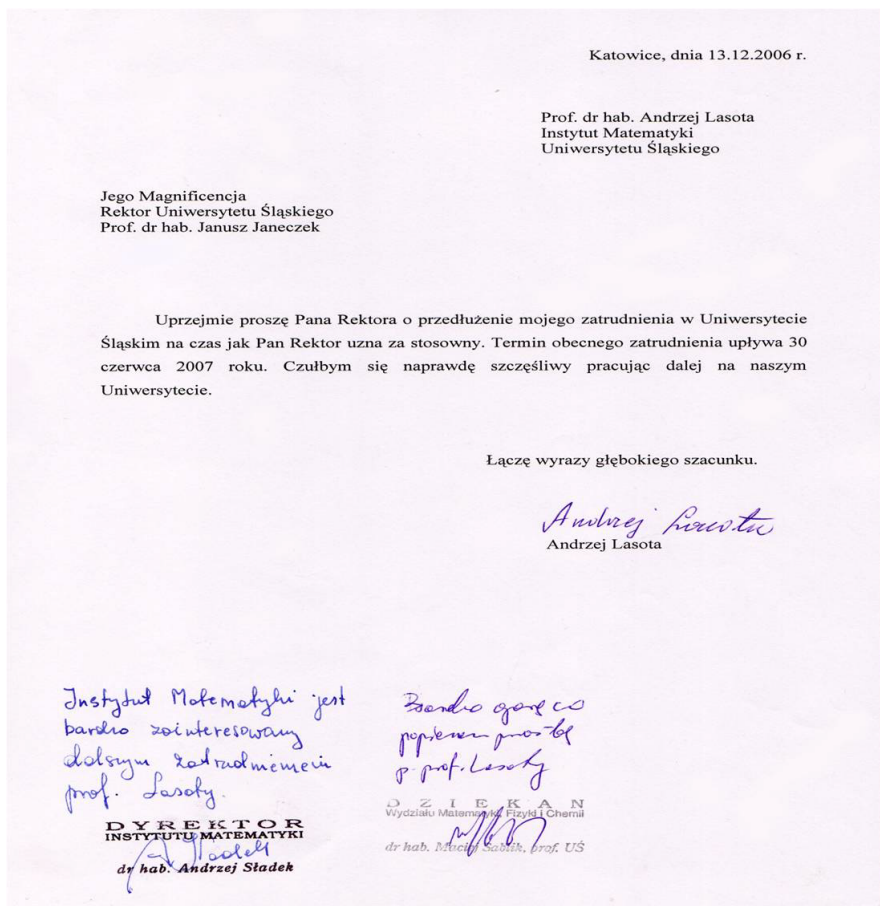 Katowice, dnia 13.12.2006 r.
Prof. dr hab. Andrzej Lasota
Instytut Matematyki
Uniwersytetu Śląskiego
Jego Magnificencja
Rektor Uniwersytetu Śląskiego
Prof. dr hab. Janusz Janeczek
Uprzejmie proszę Pana Rektora o przedłużenie mojego zatrudnienia w Uniwersytecie
Śląskim na czas jak Pan Rektor uzna za stosowny. Termin obecnego zatrudnienia upływa 30
czerwca 2007 roku. Czułbym się naprawdę szczęśliwy pracując dalej na naszym
Uniwersytecie.
Łączę wyrazy głębokiego szacunku.
Andrzej Lasota
Andrzej Lasota
Instytut Matematyki jest
bardzo zainteresowany
dalszym zatrudnieniem
prof. Lasoty.
DYREKTOR
INSTYTUTU MATEMATYKI
A Sładek
dr hab. Andrzej Sładek
Bardzo gorąco
popieram prośbę
p. prof. Lasoty
DZIEKAN
Wydziału Matematyki, Fizyki i Chemii
dr hab. Maciej Sablik, prof. UŚ